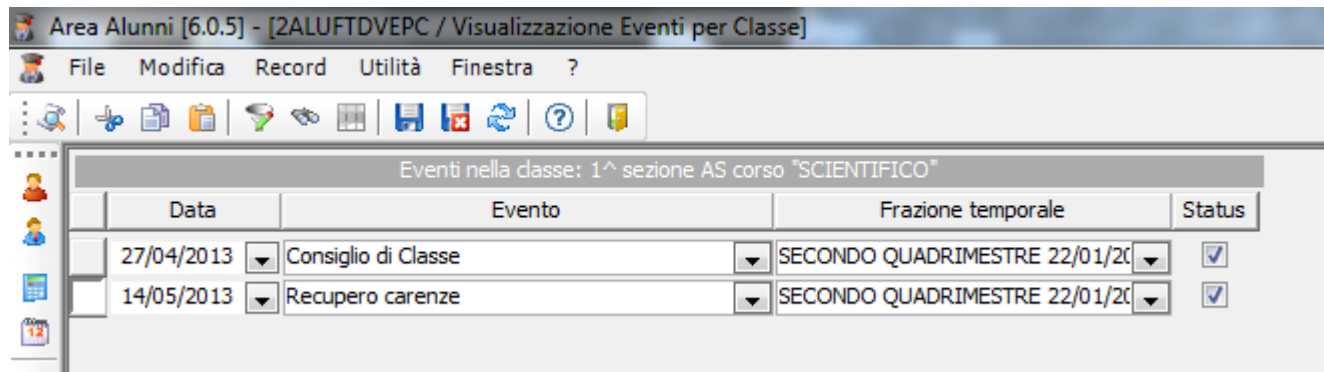 Area Alunni [6.0.5] - [2ALUFTDVEPC / Visualizzazione Eventi per Classe]
File Modifica Record Utilità Finestra ?
Eventi nella classe: 1^ sezione AS corso "SCIENTIFICO"
Data Evento Frazione temporale Status
27/04/2013 Consiglio di Classe SECONDO QUADRIMESTRE 22/01/20
14/05/2013 Recupero carenze SECONDO QUADRIMESTRE 22/01/20
12